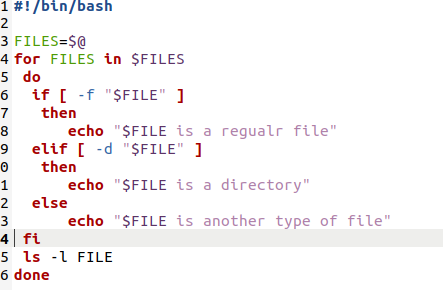 1 #!/bin/bash
2
3 FILES=$@
4 for FILES in $FILES
5  do
6   if [ -f "$FILE" ]
7    then
8       echo "$FILE is a regualr file"
9   elif [ -d "$FILE" ]
0    then
1       echo "$FILE is a directory"
2   else
3       echo "$FILE is another type of file"
4  fi
5  ls -l FILE
6 done